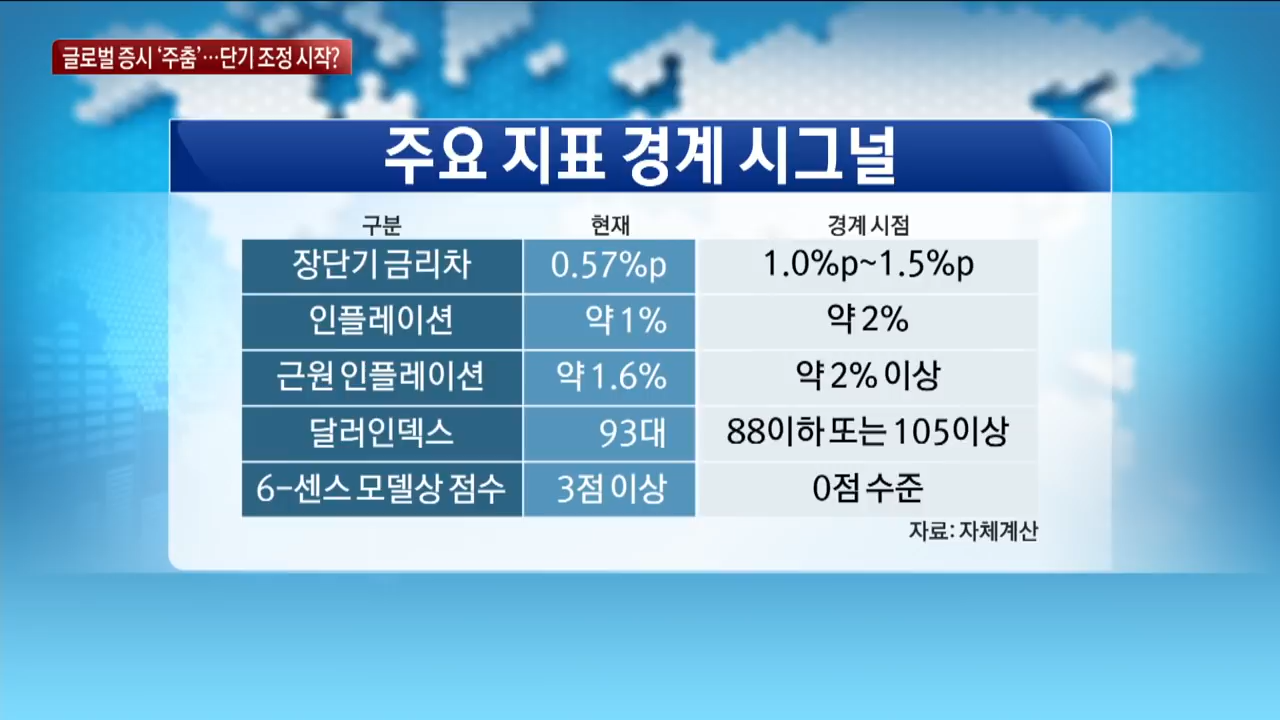 글로벌 증시 ‘주춤’…단기 조정 시작?
주요 지표 경계 시그널
구분 현재 경계 시점
장단기 금리차 0.57%p 1.0%p~1.5%p
인플레이션 약 1% 약 2%
근원 인플레이션 약 1.6% 약 2% 이상
달러인덱스 93대 88이하 또는 105이상
6-센스 모델상 점수 3점 이상 0점 수준
자료: 자체계산